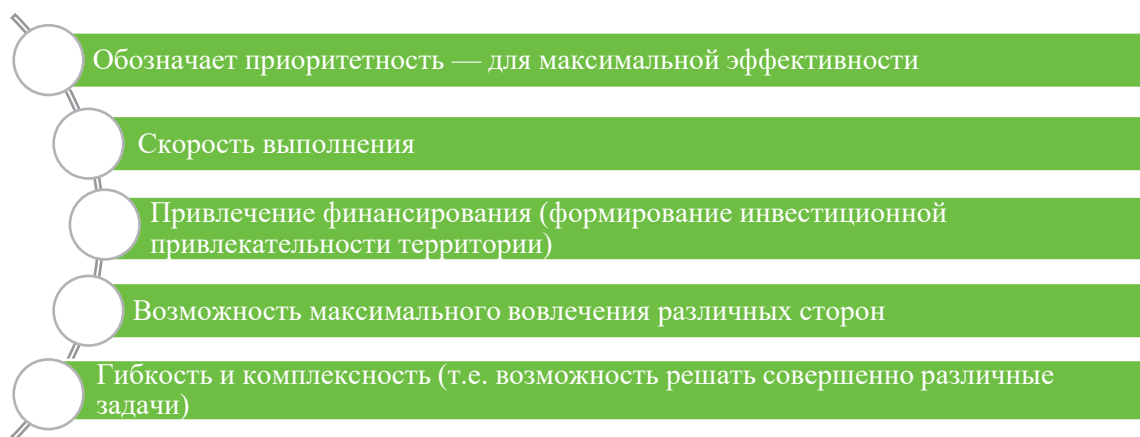 Обозначает приоритетность — для максимальной эффективности
Скорость выполнения
Привлечение финансирования (формирование инвестиционной
привлекательности территории)
Возможность максимального вовлечения различных сторон
Гибкость и комплексность (т.е. возможность решать совершенно различные
задачи)